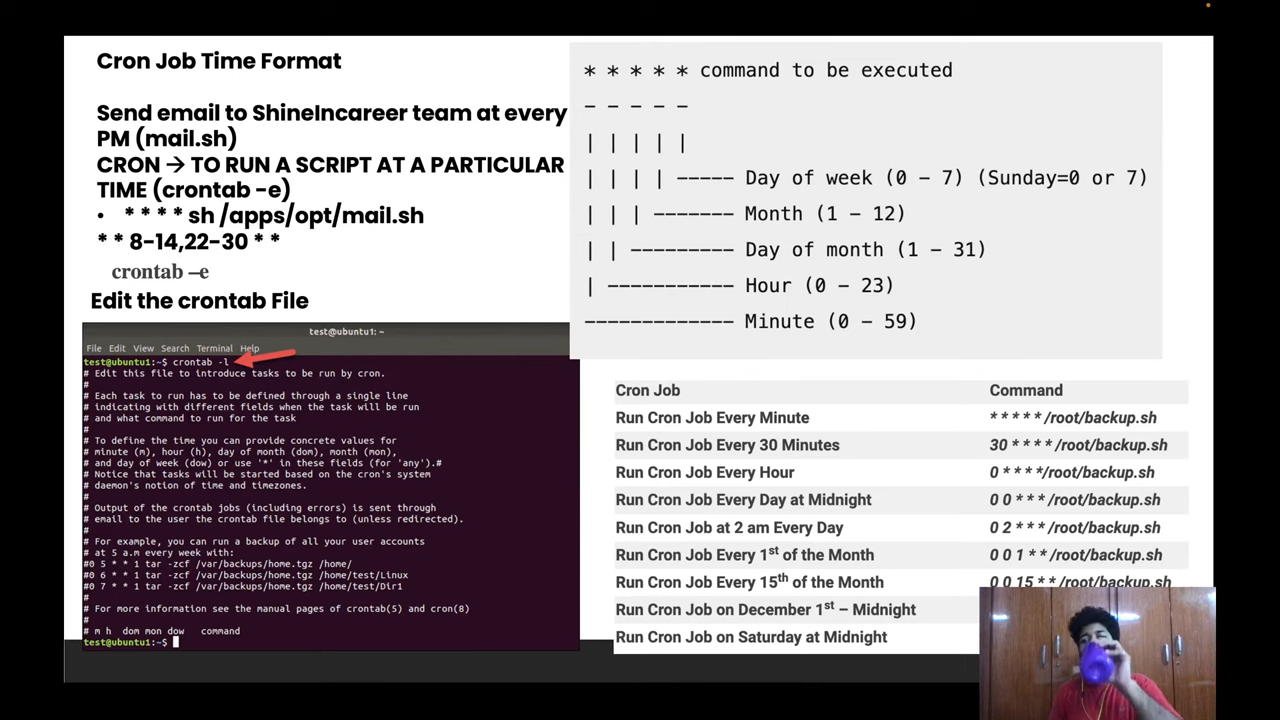 Cron Job Time Format
Send email to ShineIncareer team at every
PM (mail.sh)
CRON → TO RUN A SCRIPT AT A PARTICULAR
TIME (crontab -e)
• * * * * sh /apps/opt/mail.sh
* * 8-14,22-30 * *
crontab –e
Edit the crontab File
test@ubuntu1: ~
File Edit View Search Terminal Help
test@ubuntu1:~$ crontab -l
# Edit this file to introduce tasks to be run by cron.
#
# Each task to run has to be defined through a single line
# indicating with different fields when the task will be run
# and what command to run for the task
#
# To define the time you can provide concrete values for
# minute (m), hour (h), day of month (dom), month (mon),
# and day of week (dow) or use '*' in these fields (for 'any').#
# Notice that tasks will be started based on the cron's system
# daemon's notion of time and timezones.
#
# Output of the crontab jobs (including errors) is sent through
# email to the user the crontab file belongs to (unless redirected).
#
# For example, you can run a backup of all your user accounts
# at 5 a.m every week with:
#0 5 * * 1 tar -zcf /var/backups/home.tgz /home/
#0 6 * * 1 tar -zcf /var/backups/home.tgz /home/test/Linux
#0 7 * * 1 tar -zcf /var/backups/home.tgz /home/test/Dir1
#
# For more information see the manual pages of crontab(5) and cron(8)
#
# m h  dom mon dow   command
test@ubuntu1:~$
* * * * * command to be executed
- - - - -
| | | | |
| | | | ----- Day of week (0 - 7) (Sunday=0 or 7)
| | | ------- Month (1 - 12)
| | --------- Day of month (1 - 31)
| ----------- Hour (0 - 23)
------------- Minute (0 - 59)
Cron Job Command
Run Cron Job Every Minute * * * * * /root/backup.sh
Run Cron Job Every 30 Minutes 30 * * * * /root/backup.sh
Run Cron Job Every Hour 0 * * * */root/backup.sh
Run Cron Job Every Day at Midnight 0 0 * * * /root/backup.sh
Run Cron Job at 2 am Every Day 0 2 * * * /root/backup.sh
Run Cron Job Every 1st of the Month 0 0 1 * * /root/backup.sh
Run Cron Job Every 15th of the Month 0 0 15 * * /root/backup.sh
Run Cron Job on December 1st – Midnight
Run Cron Job on Saturday at Midnight